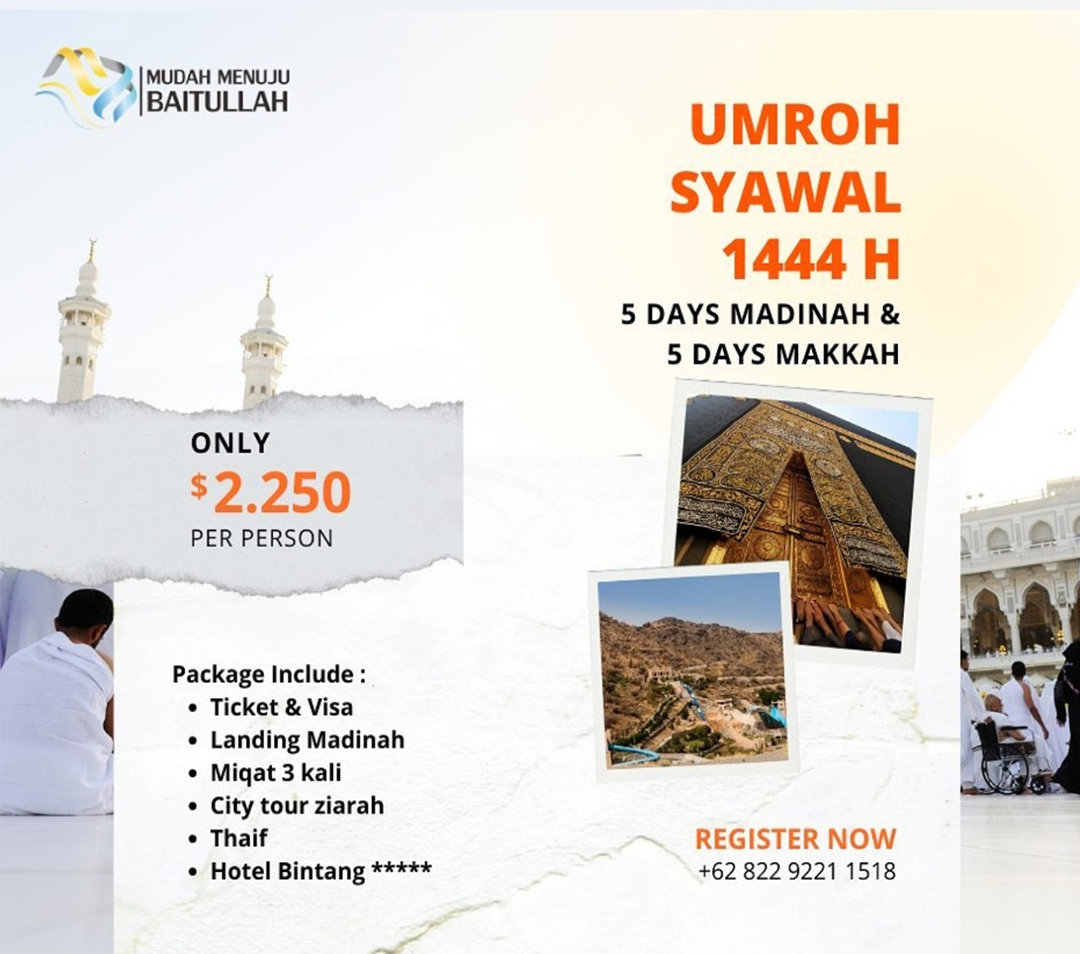 MUDAH MENUJU
BAITULLAH
UMROH
SYAWAL
1444 H
5 DAYS MADINAH &
5 DAYS MAKKAH
ONLY
$2.250
PER PERSON
Package Include :
• Ticket & Visa
• Landing Madinah
• Miqat 3 kali
• City tour ziarah
• Thaif
• Hotel Bintang *****
REGISTER NOW
+62 822 9221 1518